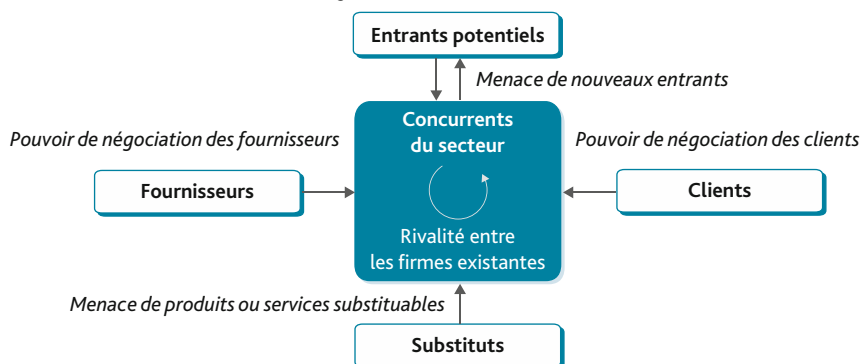 Entrants potentiels
Menace de nouveaux entrants
Concurrents
du secteur
Pouvoir de négociation des fournisseurs
Pouvoir de négociation des clients
Fournisseurs
Clients
Rivalité entre
les firmes existantes
Menace de produits ou services substituables
Substituts